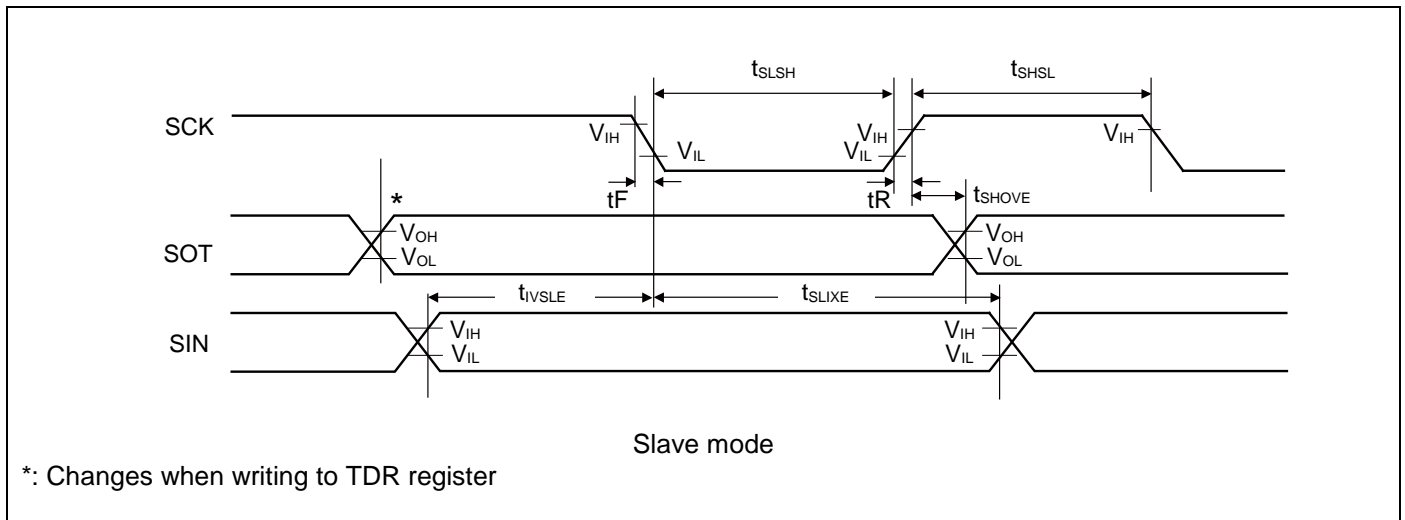 tSLSH tSHSL
SCK VIH VIL VIH VIL VIH
tF tR tSHOVE
*
SOT VOH VOL VOH VOL
tIVSLE tSLIXE
SIN VIH VIL VIH VIL
Slave mode
*: Changes when writing to TDR register